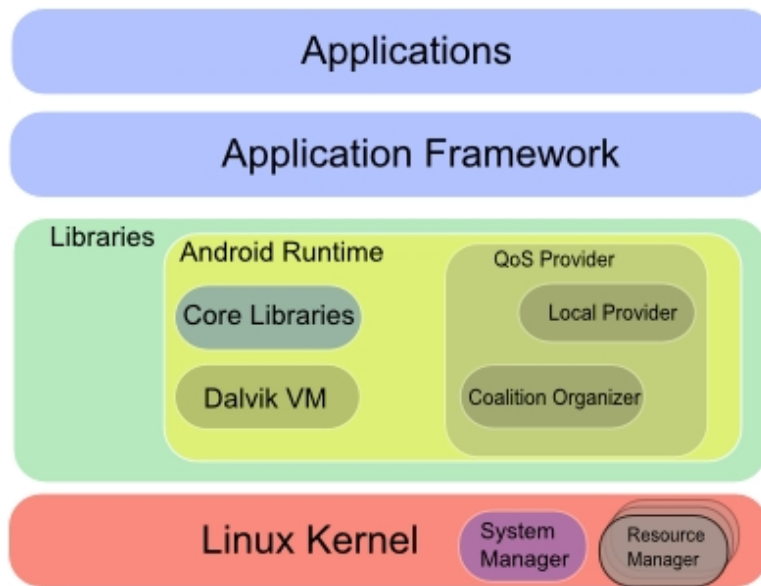 Applications
Application Framework
Libraries
Android Runtime
QoS Provider
Core Libraries
Local Provider
Dalvik VM
Coalition Organizer
Linux Kernel
System
Manager
Resource
Manager